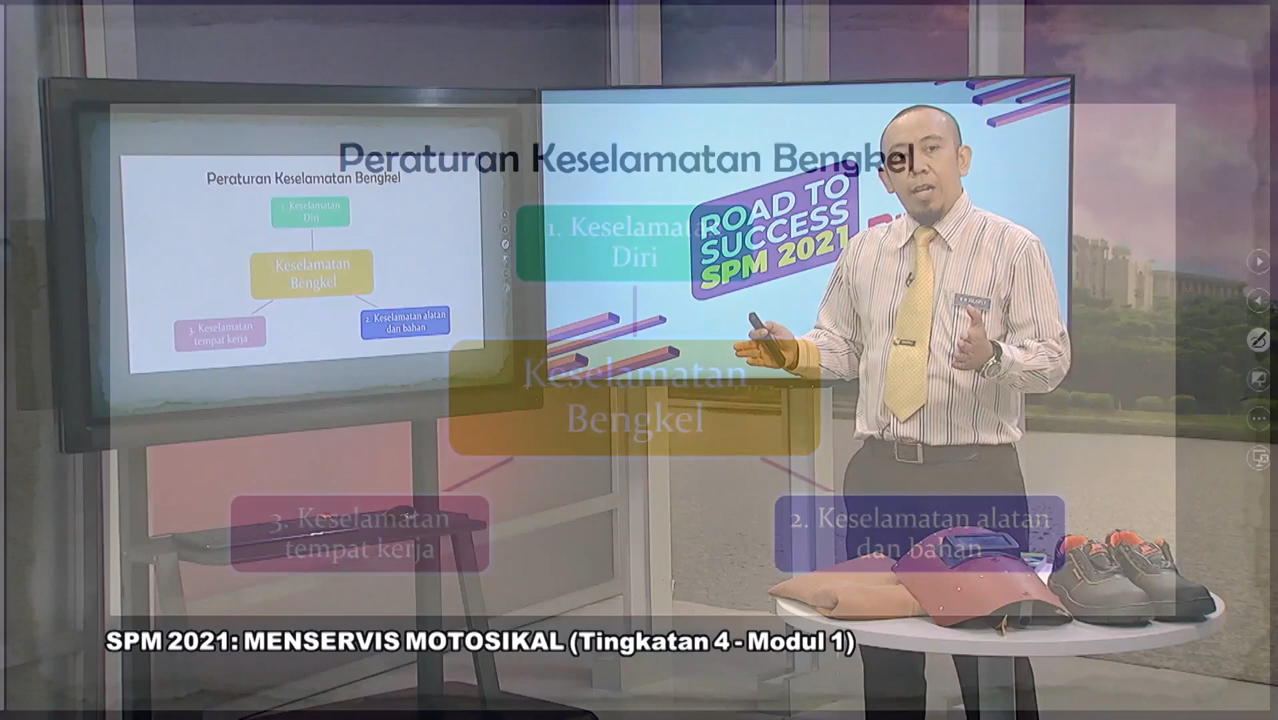 Peraturan Keselamatan Bengkel
1. Keselamatan
Diri
Keselamatan
Bengkel
3. Keselamatan
tempat kerja
2. Keselamatan alatan
dan bahan
Peraturan Keselamatan Bengkel
1. Keselamatan
Diri
Keselamatan
Bengkel
3. Keselamatan
tempat kerja
2. Keselamatan alatan
dan bahan
ROAD TO
SUCCESS
SPM 2021
SPM 2021: MENSERVIS MOTOSIKAL (Tingkatan 4 - Modul 1)